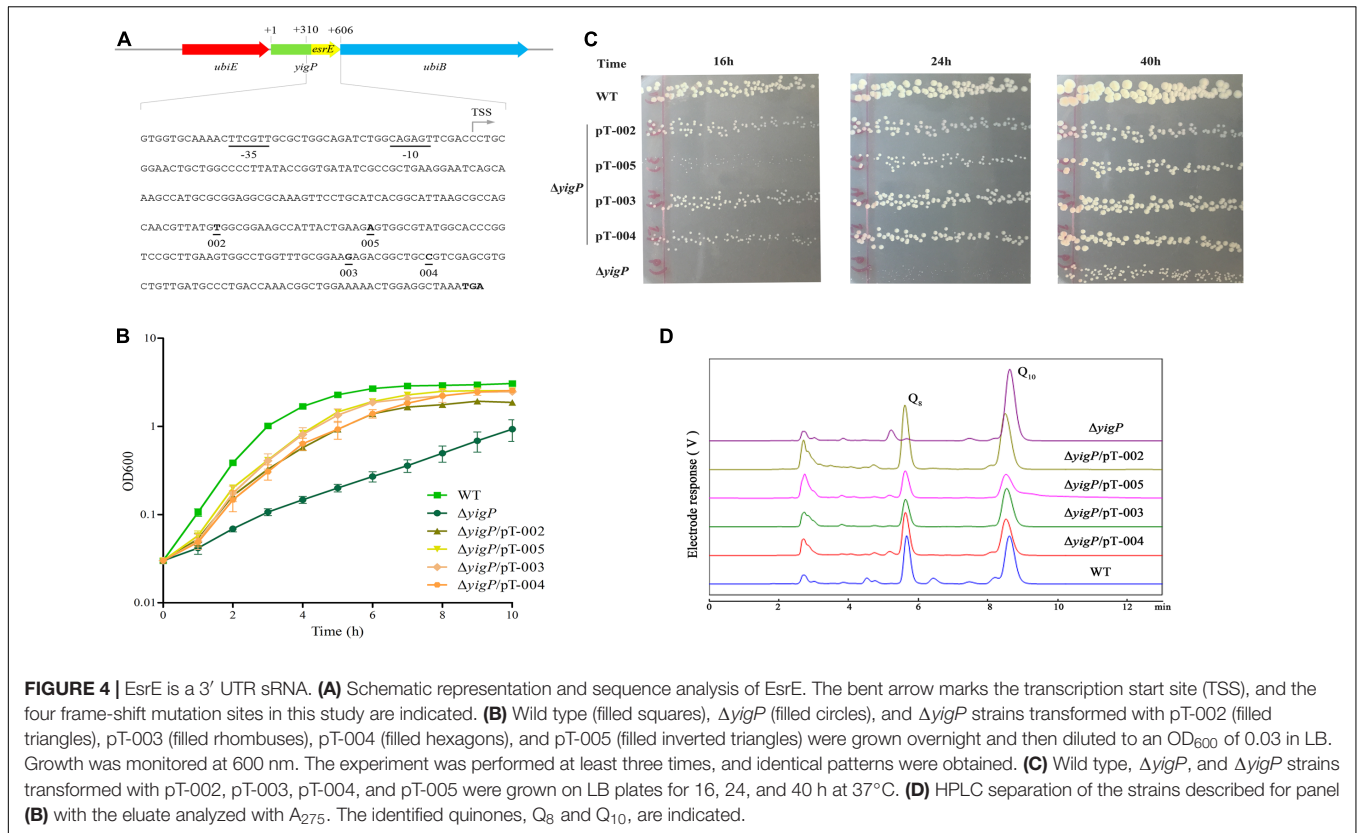 A
+1 +310 +606
esrE
ubiE yigP ubiB
TSS
GTGGTGCAAAACTTCGTTGCGCTGGCAGATCTGGCAGAGTTCGACCCTGC
-35 -10
GGAACTGCTGGCCCCTTATACCGGTGATATCGCCGCTGAAGGAATCAGCA
AAGCCATGCGCGGAGGCGCAAAGTTCCTGCATCACGGCATTAAGCGCCAG
CAACGTTATGTGGCGGAAGCCATTACTGAAGAGTGGCGTATGGCACCCGG
002 005
TCCGCTTGAAGTGGCCTGGTTTGCGGAAGAGACGGCTGCCGTCGAGCGTG
003 004
CTGTTGATGCCCTGACCAAACGGCTGGAAAAACTGGAGGCTAAATGA
C
Time 16h 24h 40h
WT
pT-002
pT-005
ΔyigP
pT-003
pT-004
ΔyigP
B
OD600
10
1
0.1
0.01
0 2 4 6 8 10
Time (h)
WT
ΔyigP
ΔyigP/pT-002
ΔyigP/pT-005
ΔyigP/pT-003
ΔyigP/pT-004
D
Electrode response ( V )
Q8
Q10
ΔyigP
ΔyigP/pT-002
ΔyigP/pT-005
ΔyigP/pT-003
ΔyigP/pT-004
WT
0 2 4 6 8 10 12 min
FIGURE 4 | EsrE is a 3′ UTR sRNA. (A) Schematic representation and sequence analysis of EsrE. The bent arrow marks the transcription start site (TSS), and the
four frame-shift mutation sites in this study are indicated. (B) Wild type (filled squares), ΔyigP (filled circles), and ΔyigP strains transformed with pT-002 (filled
triangles), pT-003 (filled rhombuses), pT-004 (filled hexagons), and pT-005 (filled inverted triangles) were grown overnight and then diluted to an OD600 of 0.03 in LB.
Growth was monitored at 600 nm. The experiment was performed at least three times, and identical patterns were obtained. (C) Wild type, ΔyigP, and ΔyigP strains
transformed with pT-002, pT-003, pT-004, and pT-005 were grown on LB plates for 16, 24, and 40 h at 37°C. (D) HPLC separation of the strains described for panel
(B) with the eluate analyzed with A275. The identified quinones, Q8 and Q10, are indicated.